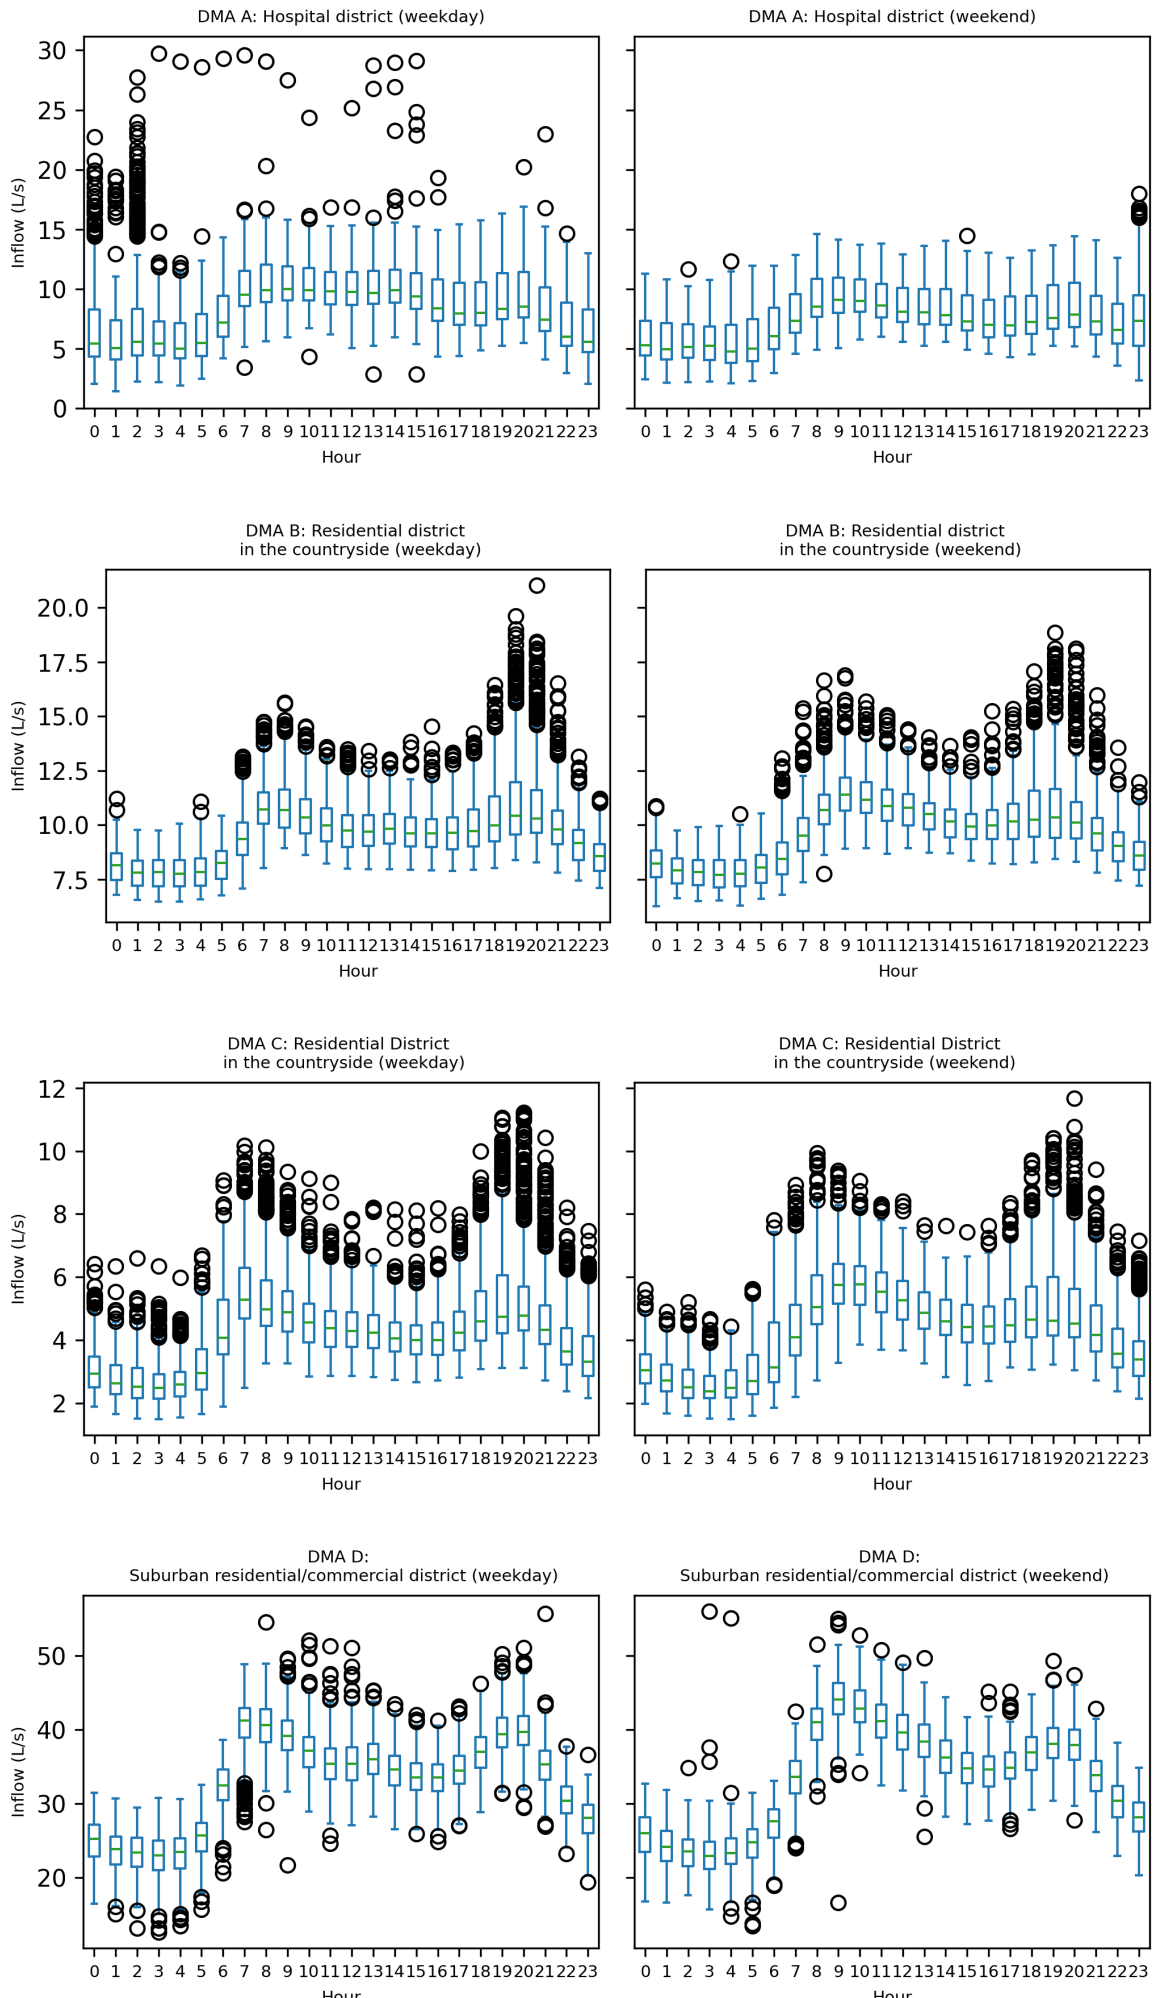 DMA A: Hospital district (weekday)
DMA A: Hospital district (weekend)
30
25
20
15
10
5
0
Inflow (L/s)
0 1 2 3 4 5 6 7 8 9 10 11 12 13 14 15 16 17 18 19 20 21 22 23
0 1 2 3 4 5 6 7 8 9 10 11 12 13 14 15 16 17 18 19 20 21 22 23
Hour
Hour
DMA B: Residential district
in the countryside (weekday)
DMA B: Residential district
in the countryside (weekend)
20.0
17.5
15.0
12.5
10.0
7.5
Inflow (L/s)
0 1 2 3 4 5 6 7 8 9 10 11 12 13 14 15 16 17 18 19 20 21 22 23
0 1 2 3 4 5 6 7 8 9 10 11 12 13 14 15 16 17 18 19 20 21 22 23
Hour
Hour
DMA C: Residential District
in the countryside (weekday)
DMA C: Residential District
in the countryside (weekend)
12
10
8
6
4
2
Inflow (L/s)
0 1 2 3 4 5 6 7 8 9 10 11 12 13 14 15 16 17 18 19 20 21 22 23
0 1 2 3 4 5 6 7 8 9 10 11 12 13 14 15 16 17 18 19 20 21 22 23
Hour
Hour
DMA D:
Suburban residential/commercial district (weekday)
DMA D:
Suburban residential/commercial district (weekend)
50
40
30
20
Inflow (L/s)
0 1 2 3 4 5 6 7 8 9 10 11 12 13 14 15 16 17 18 19 20 21 22 23
0 1 2 3 4 5 6 7 8 9 10 11 12 13 14 15 16 17 18 19 20 21 22 23
Hour
Hour